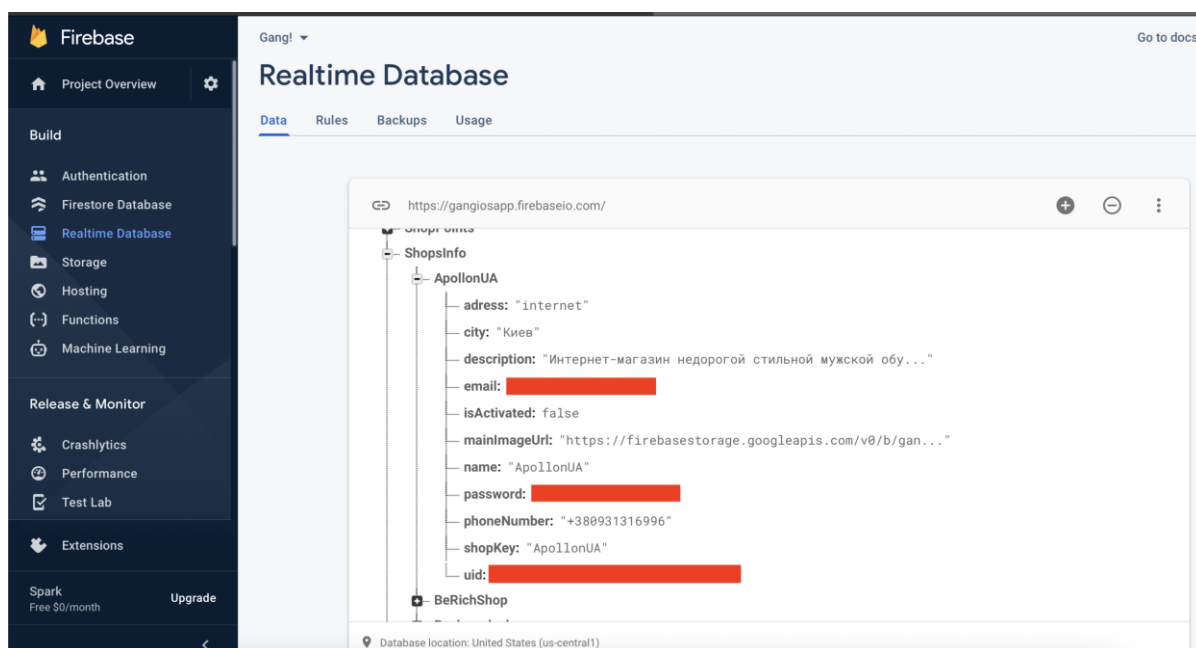 Firebase
Project Overview
Build
Authentication
Firestore Database
Realtime Database
Storage
Hosting
Functions
Machine Learning
Release & Monitor
Crashlytics
Performance
Test Lab
Extensions
Spark
Free $0/month
Upgrade
Gang!
Go to docs
Realtime Database
Data Rules Backups Usage
https://gangiosapp.firebaseio.com/
ShopPoints
ShopsInfo
ApollonUA
adress: "internet"
city: "Киев"
description: "Интернет-магазин недорогой стильной мужской обу..."
email:
isActivated: false
mainImageUrl: "https://firebasestorage.googleapis.com/v0/b/gan..."
name: "ApollonUA"
password:
phoneNumber: "+380931316996"
shopKey: "ApollonUA"
uid:
BeRichShop
Database location: United States (us-central1)